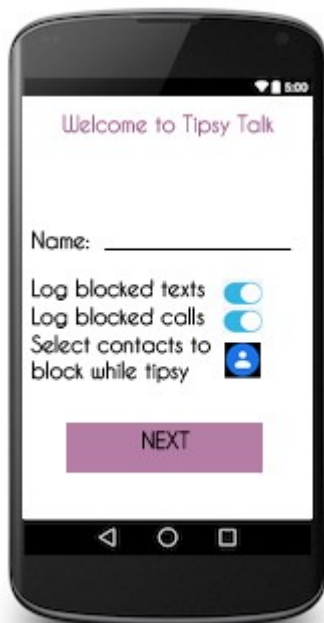 5:00
Welcome to Tipsy Talk
Name:
Log blocked texts
Log blocked calls
Select contacts to
block while tipsy
NEXT